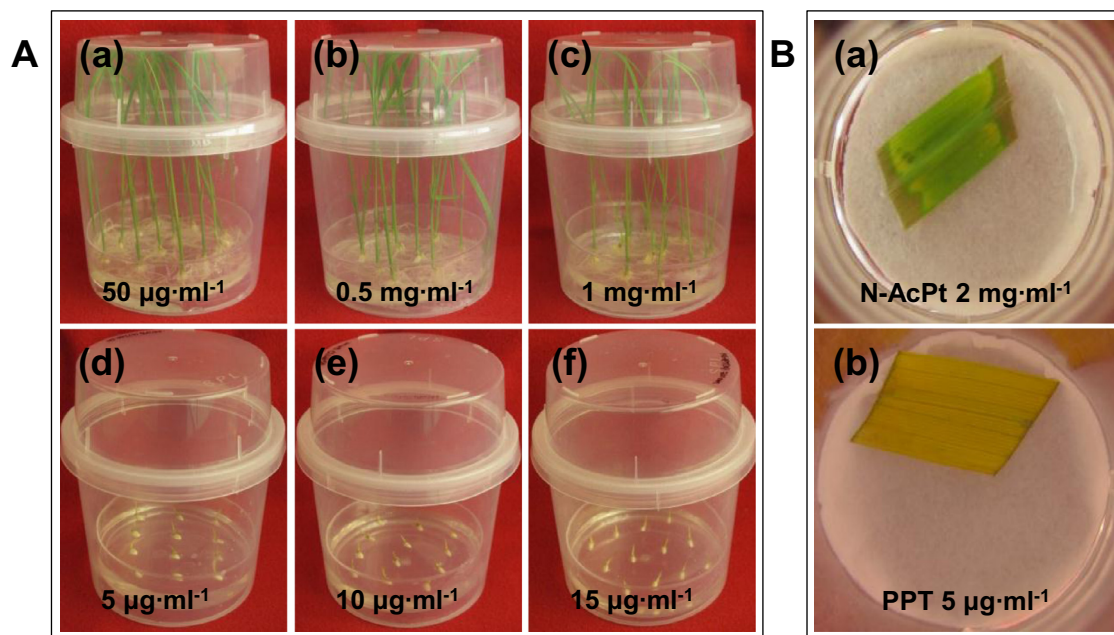 A
(a)
(b)
(c)
50 µg·ml-1
0.5 mg·ml-1
1 mg·ml-1
(d)
(e)
(f)
5 µg·ml-1
10 µg·ml-1
15 µg·ml-1
B
(a)
N-AcPt 2 mg·ml-1
(b)
PPT 5 µg·ml-1